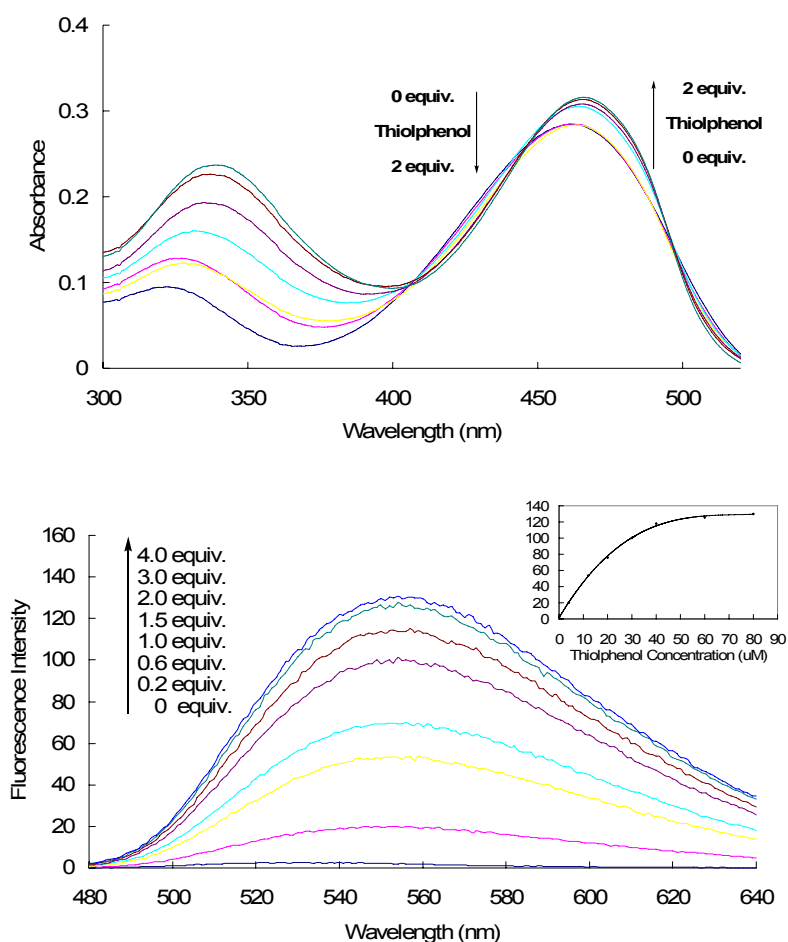 0.4
0.3
0.2
0.1
0
Absorbance
0 equiv.
Thiolphenol
2 equiv.
2 equiv.
Thiolphenol
0 equiv.
300 350 400 450 500
Wavelength (nm)
160
140
120
100
80
60
40
20
0
Fluorescence Intensity
4.0 equiv.
3.0 equiv.
2.0 equiv.
1.5 equiv.
1.0 equiv.
0.6 equiv.
0.2 equiv.
0 equiv.
140
120
100
80
60
40
20
0
0 10 20 30 40 50 60 70 80 90
Thiolphenol Concentration (uM)
480 500 520 540 560 580 600 620 640
Wavelength (nm)